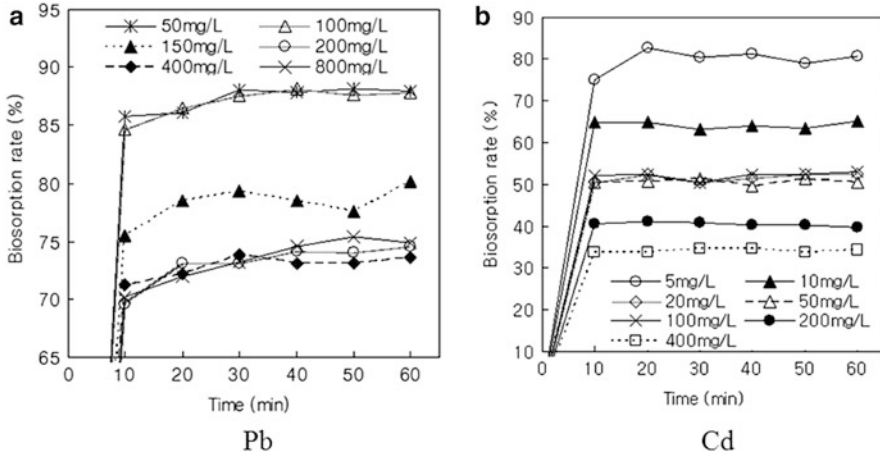 a
50mg/L 100mg/L
150mg/L 200mg/L
400mg/L 800mg/L
Biosorption rate (%)
95
90
85
80
75
70
65
0 10 20 30 40 50 60
Time (min)
Pb
b
90
80
70
60
50
40
30
20
10
Biosorption rate (%)
5mg/L 10mg/L
20mg/L 50mg/L
100mg/L 200mg/L
400mg/L
0 10 20 30 40 50 60
Time (min)
Cd